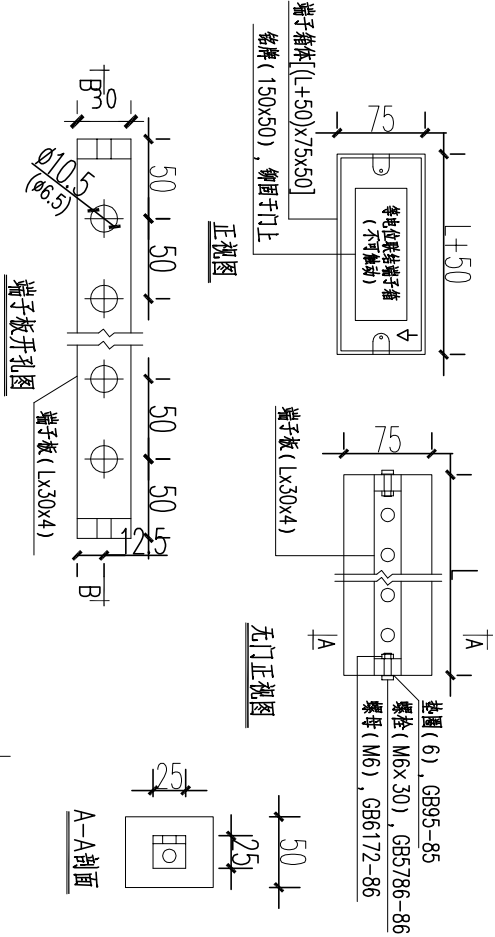 75
L+50
等电位联结端子箱
(不可触动)
端子箱体[(L+50)x75x50]
铭牌(150x50),铆固于门上
正视图
75
端子板(Lx30x4)
A
A
垫圈(6),GB95-85
螺栓(M6×30),GB5786-86
螺母(M6),GB6172-86
无门正视图
B
30
50
50
50
50
12.5
B
Ø10.5
(ø6.5)
端子板(Lx30x4)
端子板开孔图
50
25
25
A-A剖面